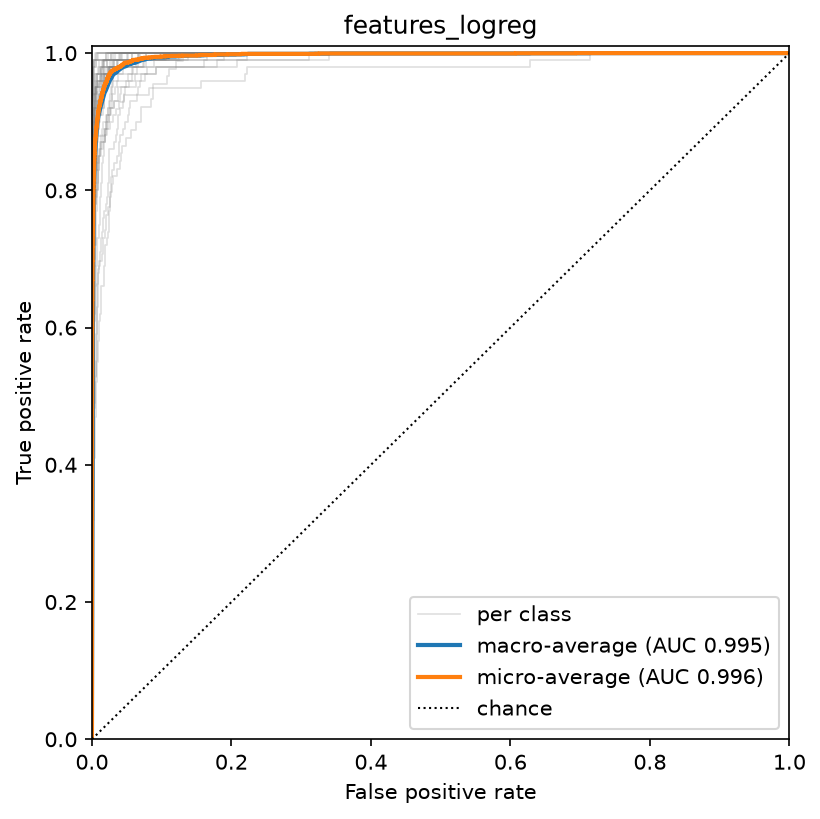 features_logreg
1.0
0.8
0.6
0.4
0.2
0.0
True positive rate
per class
macro-average (AUC 0.995)
micro-average (AUC 0.996)
chance
0.0 0.2 0.4 0.6 0.8 1.0
False positive rate